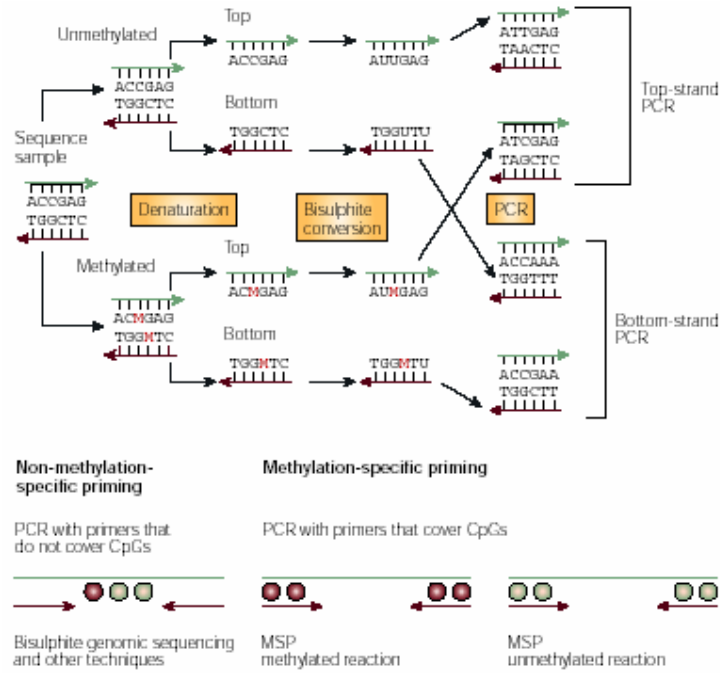 Top
Unmethylated
ACCGAG
AUUGAG
ATTGAG
TAACTC
ACCGAG
TGGCTC
Bottom
Top-strand
PCR
TGGCTC
TGGUTU
ATCGAG
TAGCTC
Sequence
sample
ACCGAG
TGGCTC
Denaturation
Bisulphite
conversion
PCR
Top
Methylated
ACMGAG
AUMGAG
ACCAAA
TGGTTT
ACMGAG
TGGMTC
Bottom
Bottom-strand
PCR
TGGMTC
TGGMTU
ACCGAA
TGGCTT
Non-methylation-
specific priming
Methylation-specific priming
PCR with primers that
do not cover CpGs
PCR with primers that cover CpGs
Bisulphite genomic sequencing
and other techniques
MSP
methylated reaction
MSP
unmethylated reaction